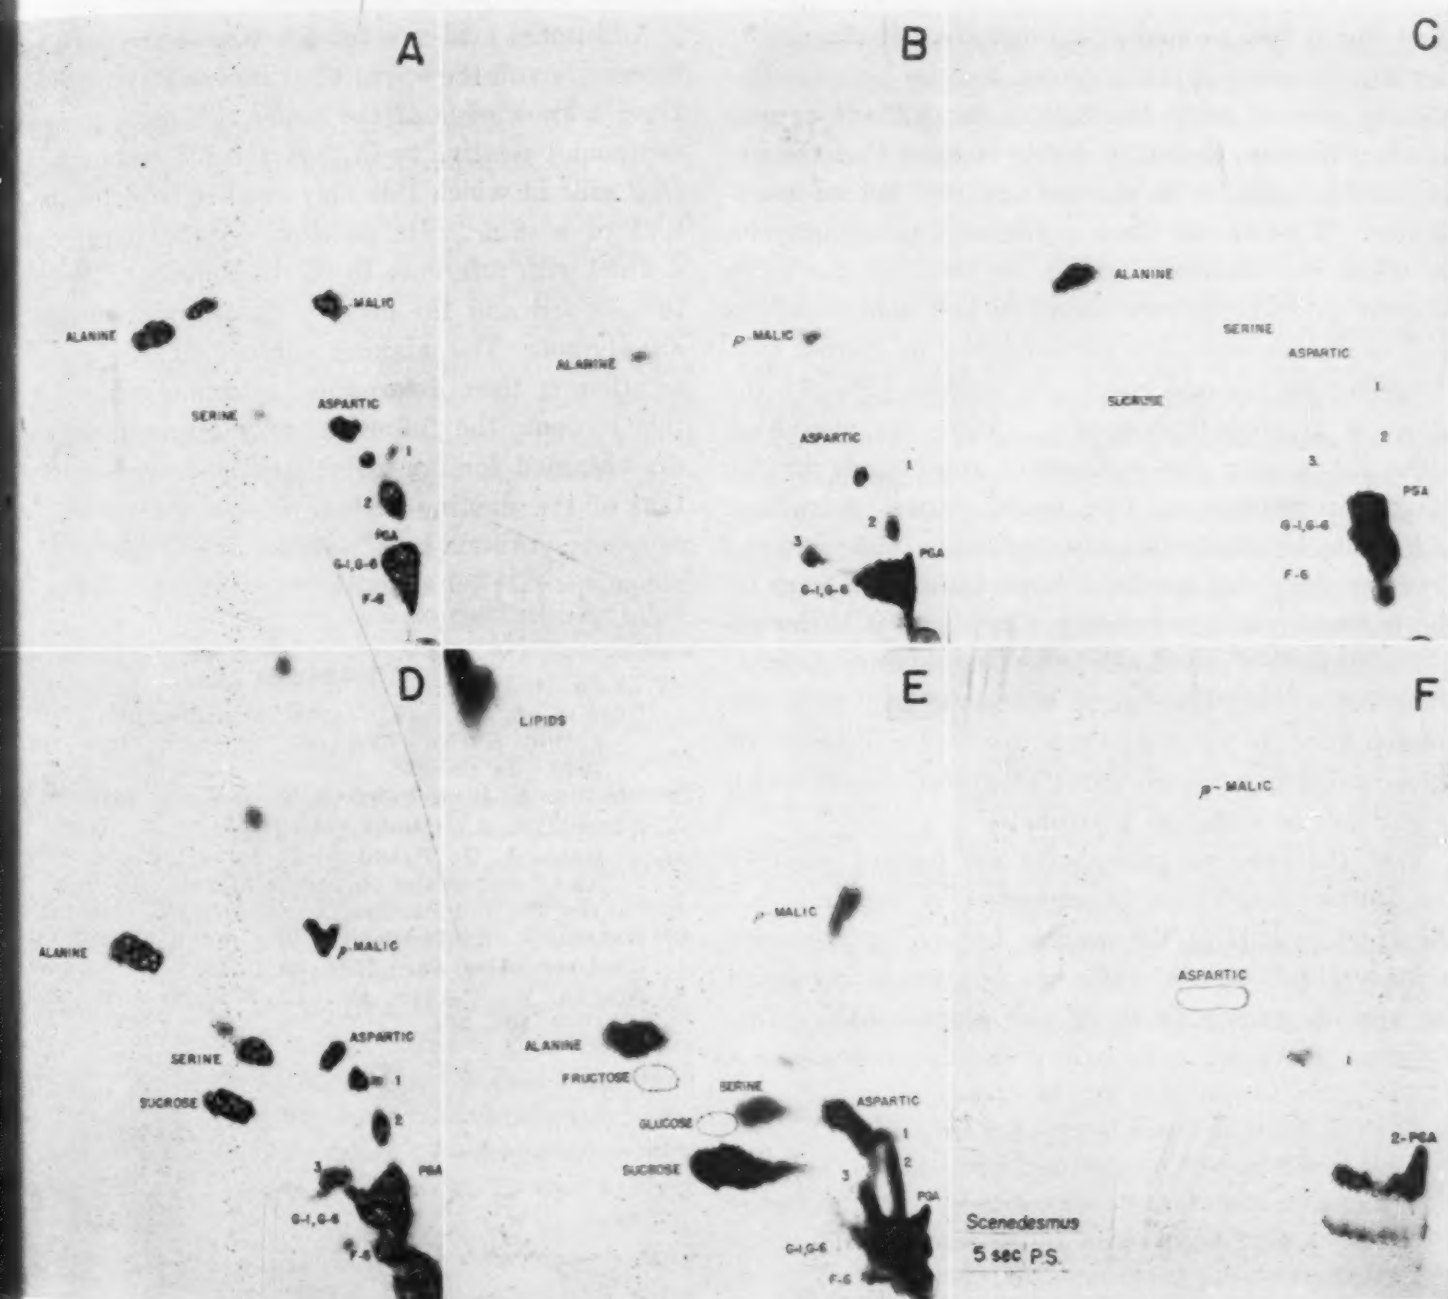 A
MALIC
ALANINE
SERINE
ASPARTIC
1
2
PGA
G-1,G-6
F-6
B
p-MALIC
ALANINE
ASPARTIC
1
2
3
PGA
G-1,G-6
C
ALANINE
SERINE
ASPARTIC
1
SUCROSE
2
3
PGA
G-1,G-6
F-6
D
ALANINE
p-MALIC
ASPARTIC
SERINE
1
SUCROSE
2
3
PGA
G-1,G-6
F-6
E
LIPIDS
p-MALIC
ALANINE
FRUCTOSE
SERINE
ASPARTIC
GLUCOSE
1
2
SUCROSE
3
PGA
G-1,G-6
F-6
F
p-MALIC
ASPARTIC
1
2-PGA
Scenedesmus
5 sec P.S.